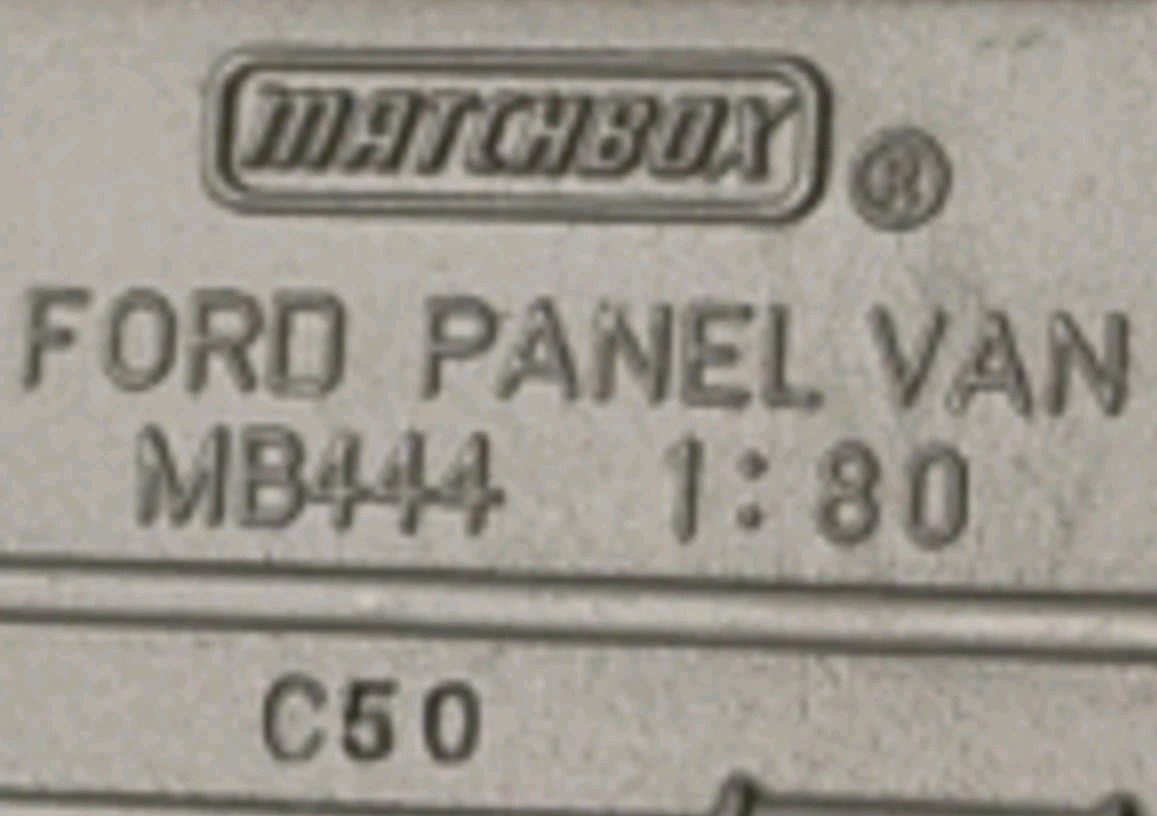 MATCHBOX ®
FORD PANEL VAN
MB444 1:80
C50